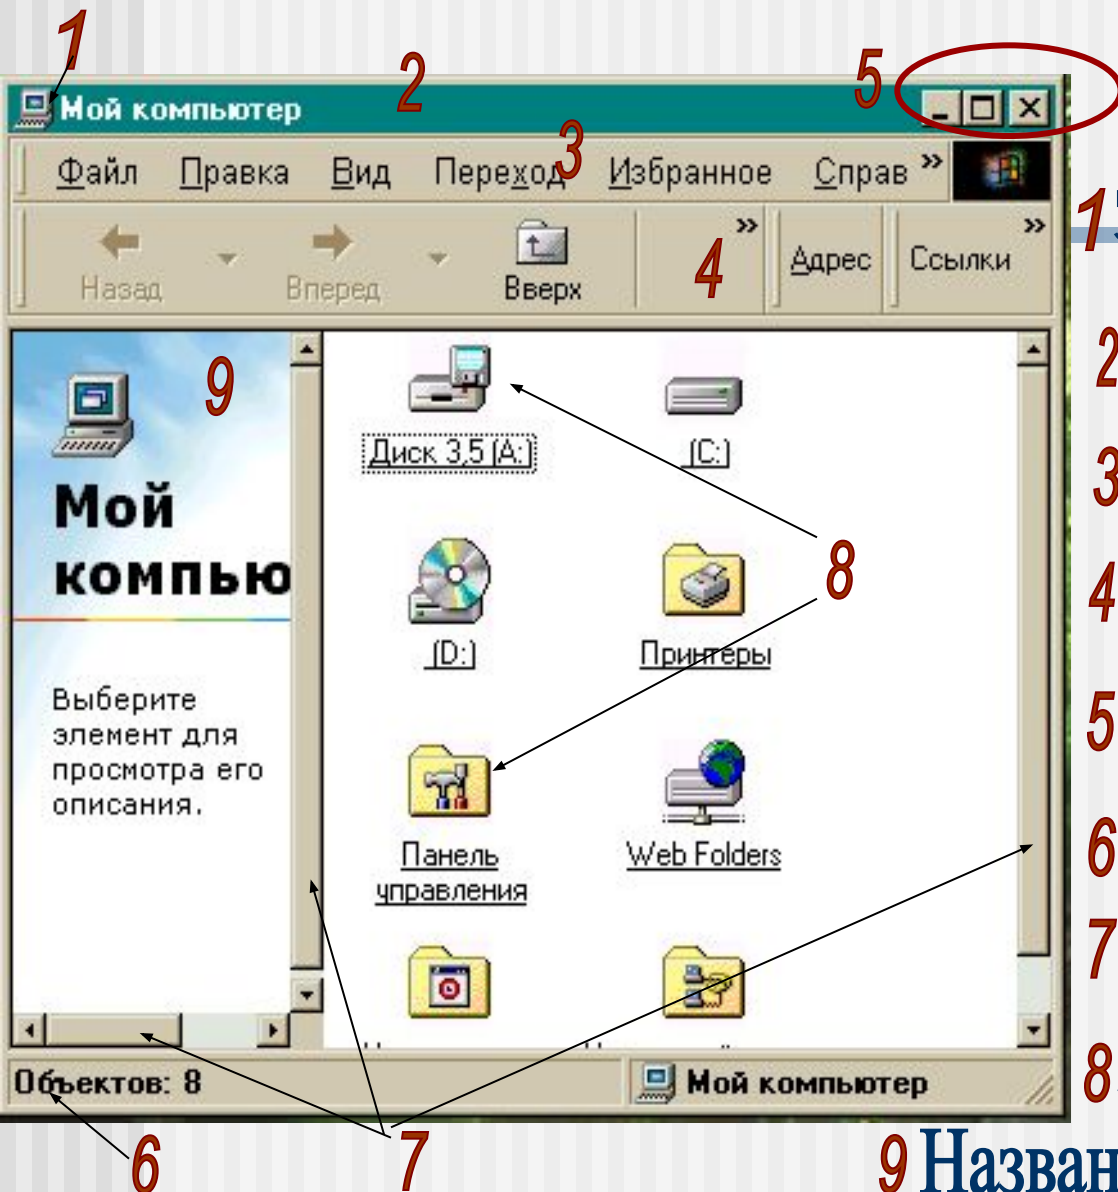 1
2
5
Мой компьютер
3
Файл Правка Вид Переход Избранное Справ »
1
» »
4
Адрес Ссылки
Назад Вперед Вверх
9
2
Диск 3,5 (A:) (C:)
3
Мой
компью
8
4
(D:) Принтеры
Выберите
элемент для
просмотра его
описания.
5
Панель
управления
Web Folders
6
7
Объектов: 8 Мой компьютер
8
6
7
9 Назван